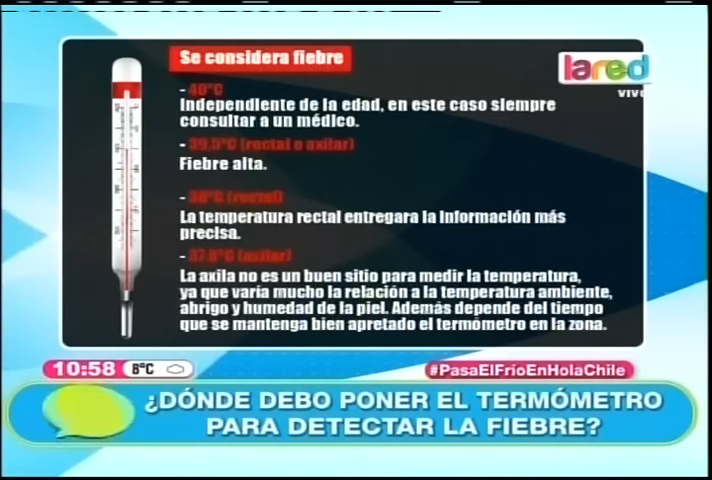 Se considera fiebre
lared
VIVO
- 40°C
Independiente de la edad, en este caso siempre
consultar a un médico.
- 39,5°C (rectal o axilar)
Fiebre alta.
- 38°C (rectal)
La temperatura rectal entregara la información más
precisa.
- 37,8°C (axilar)
La axila no es un buen sitio para medir la temperatura,
ya que varía mucho la relación a la temperatura ambiente,
abrigo y humedad de la piel. Además depende del tiempo
que se mantenga bien apretado el termómetro en la zona.
10:58 8°C
#PasaElFríoEnHolaChile
¿DÓNDE DEBO PONER EL TERMÓMETRO
PARA DETECTAR LA FIEBRE?